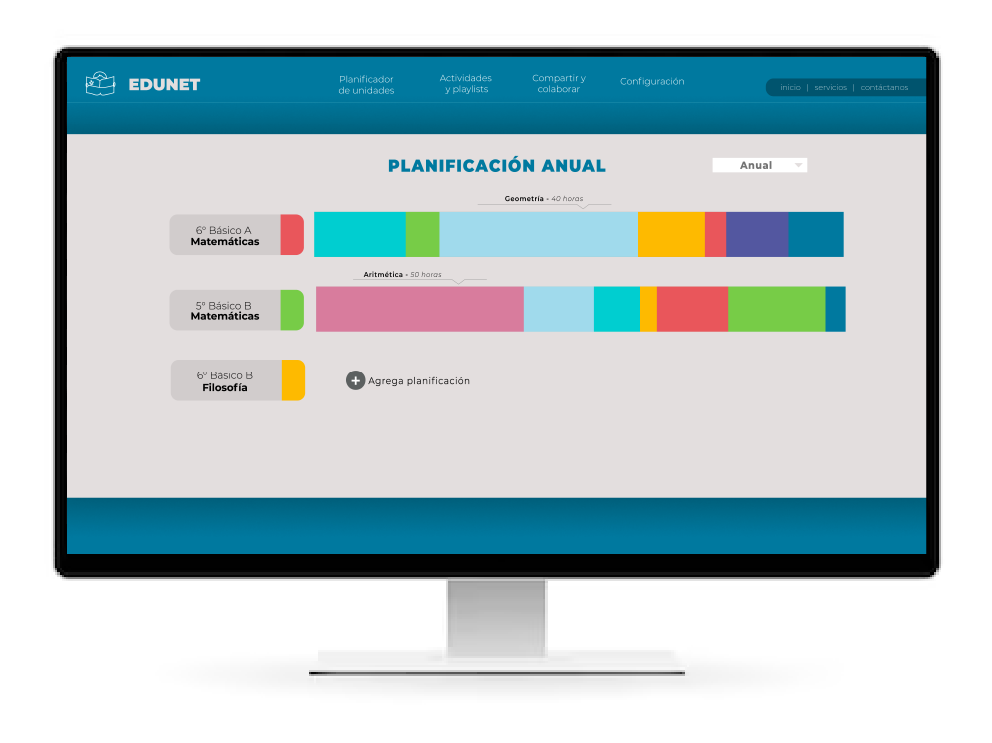 EDUNET
Planificador
de unidades
Actividades
y playlists
Compartir y
colaborar
Configuración
inicio | servicios | contáctanos
PLANIFICACIÓN ANUAL
Anual
Geometría - 40 horas
6° Básico A
Matemáticas
Aritmética - 50 horas
5° Básico B
Matemáticas
6° Básico B
Filosofía
+ Agrega planificación